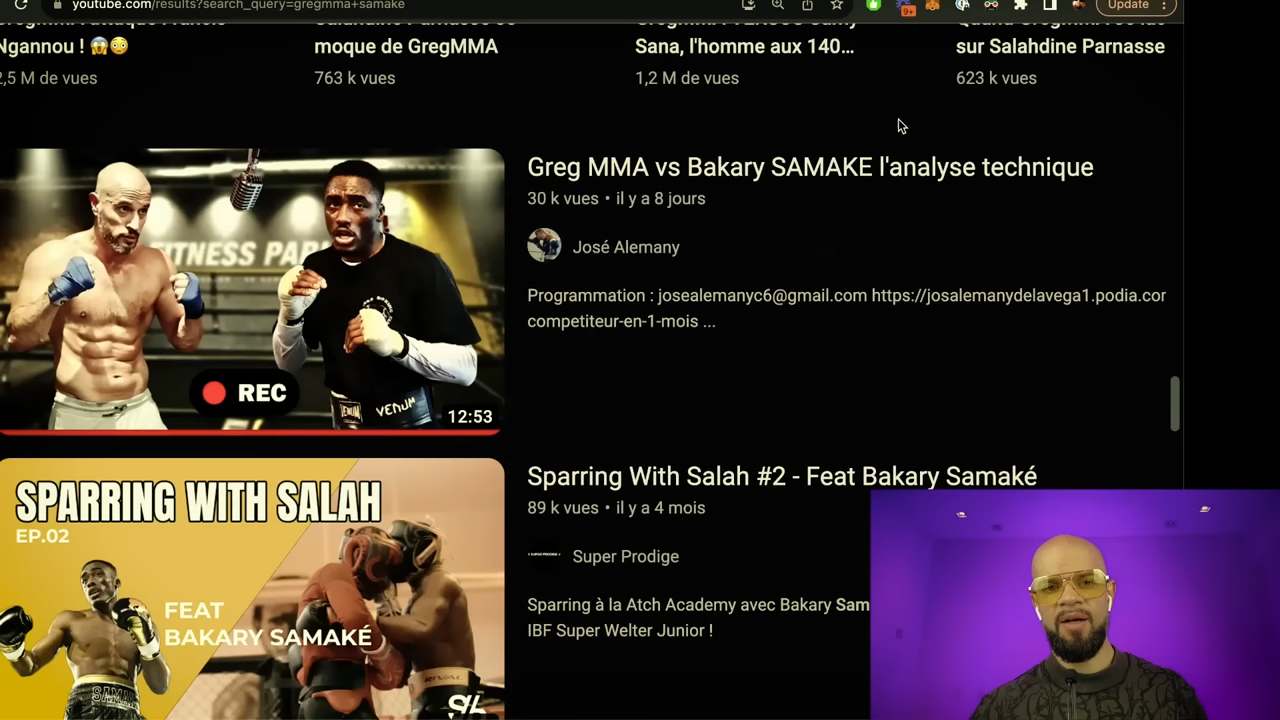 youtube.com/results?search_query=gregmma+samake
9+
Update
Ngannou ! 😱😳
2,5 M de vues
moque de GregMMA
763 k vues
Sana, l'homme aux 140...
1,2 M de vues
sur Salahdine Parnasse
623 k vues
FITNESS PARK
REC
VENUM
VENUM
12:53
Greg MMA vs Bakary SAMAKE l'analyse technique
30 k vues • il y a 8 jours
José Alemany
Programmation : josealemanyc6@gmail.com https://josalemanydelavega1.podia.cor
competiteur-en-1-mois ...
SPARRING WITH SALAH
EP.02
FEAT
BAKARY SAMAKÉ
SAMAK
Sparring With Salah #2 - Feat Bakary Samaké
89 k vues • il y a 4 mois
Super Prodige
Sparring à la Atch Academy avec Bakary Sam
IBF Super Welter Junior !